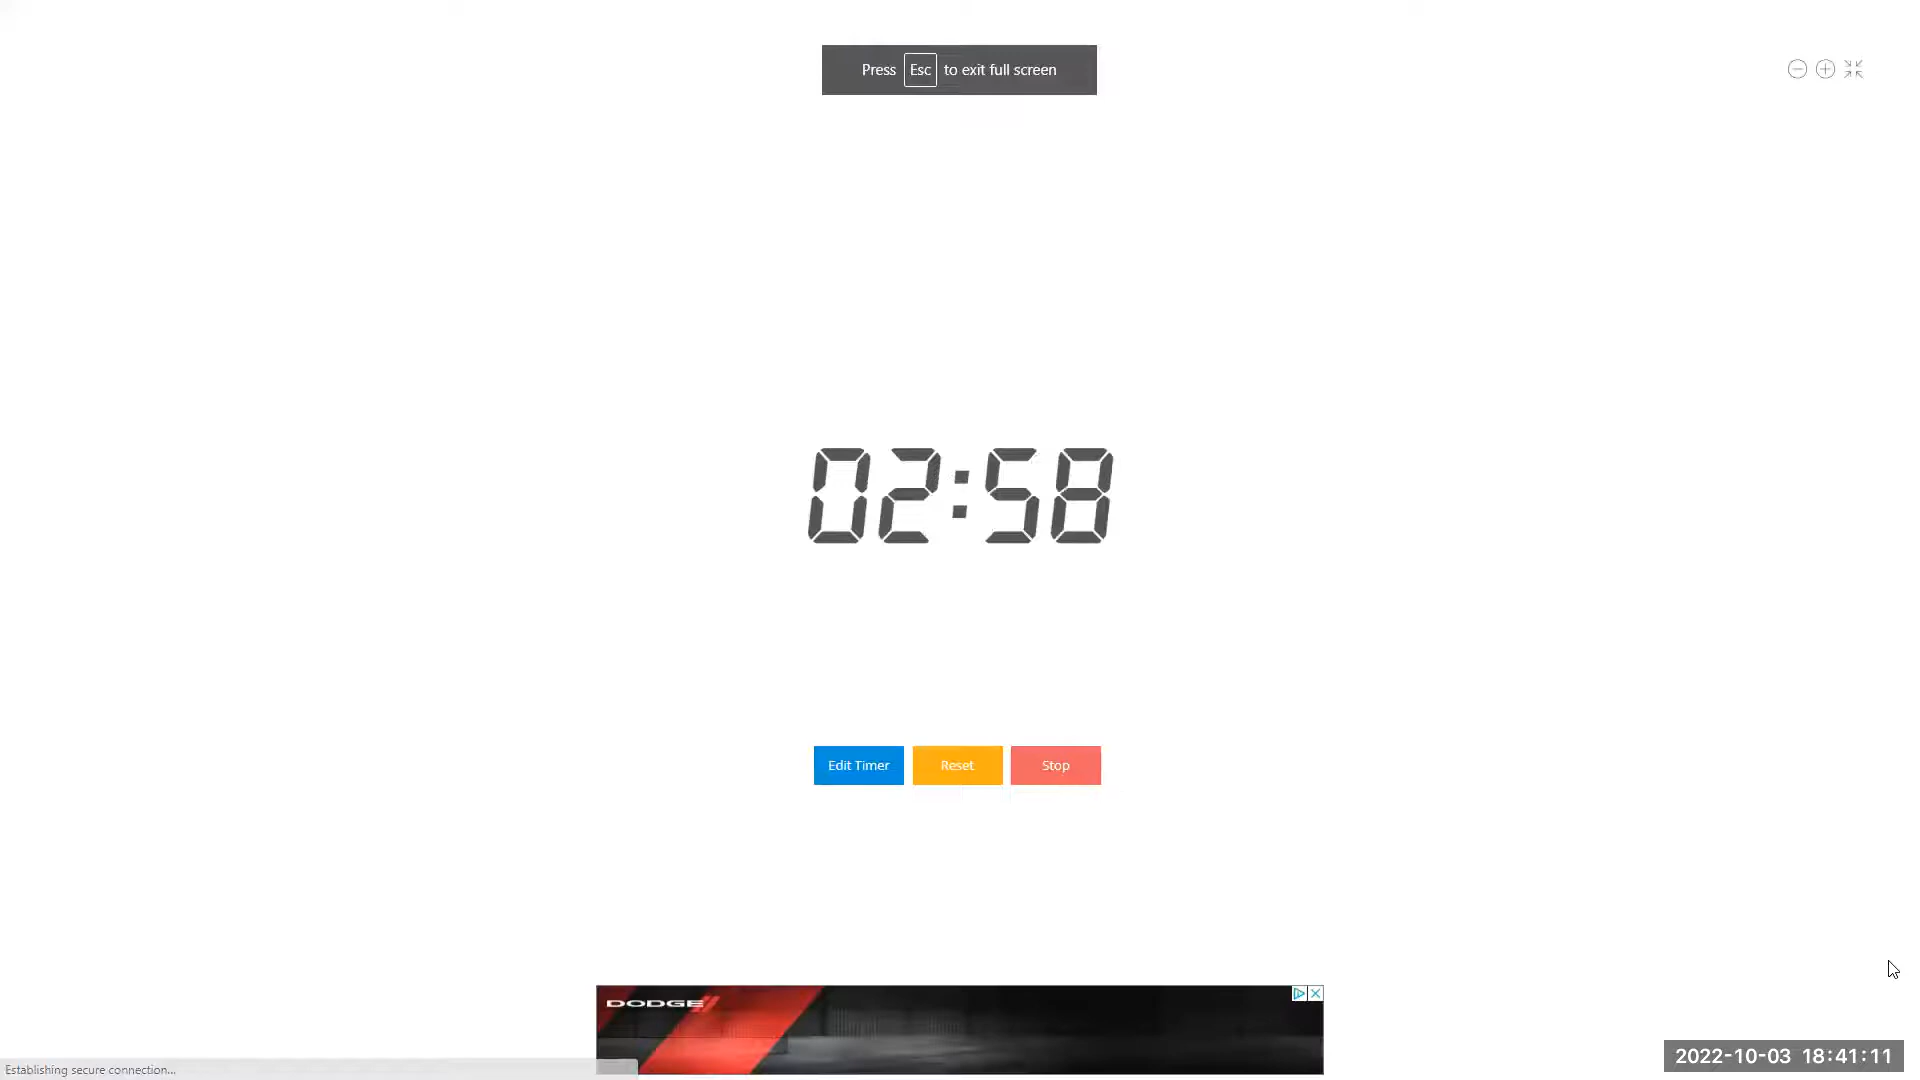 Press Esc to exit full screen
02:58
Edit Timer Reset Stop
DODGE
Establishing secure connection...
2022-10-03 18:41:11